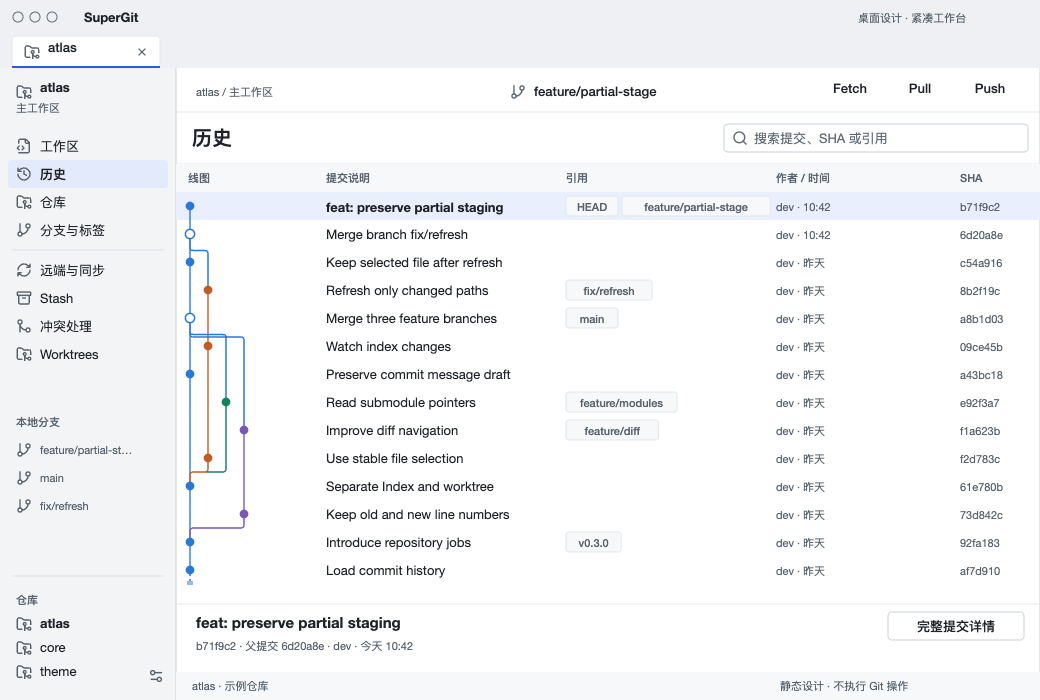 SuperGit
桌面设计 · 紧凑工作台
atlas
atlas
主工作区
工作区
历史
仓库
分支与标签
远端与同步
Stash
冲突处理
Worktrees
本地分支
feature/partial-st…
main
fix/refresh
仓库
atlas
core
theme
atlas / 主工作区
feature/partial-stage
Fetch Pull Push
历史
搜索提交、SHA 或引用
线图 提交说明 引用 作者 / 时间 SHA
feat: preserve partial staging HEAD feature/partial-stage dev · 10:42 b71f9c2
Merge branch fix/refresh dev · 10:42 6d20a8e
Keep selected file after refresh dev · 昨天 c54a916
Refresh only changed paths fix/refresh dev · 昨天 8b2f19c
Merge three feature branches main dev · 昨天 a8b1d03
Watch index changes dev · 昨天 09ce45b
Preserve commit message draft dev · 昨天 a43bc18
Read submodule pointers feature/modules dev · 昨天 e92f3a7
Improve diff navigation feature/diff dev · 昨天 f1a623b
Use stable file selection dev · 昨天 f2d783c
Separate Index and worktree dev · 昨天 61e780b
Keep old and new line numbers dev · 昨天 73d842c
Introduce repository jobs v0.3.0 dev · 昨天 92fa183
Load commit history dev · 昨天 af7d910
feat: preserve partial staging
b71f9c2 · 父提交 6d20a8e · dev · 今天 10:42
完整提交详情
atlas · 示例仓库
静态设计 · 不执行 Git 操作